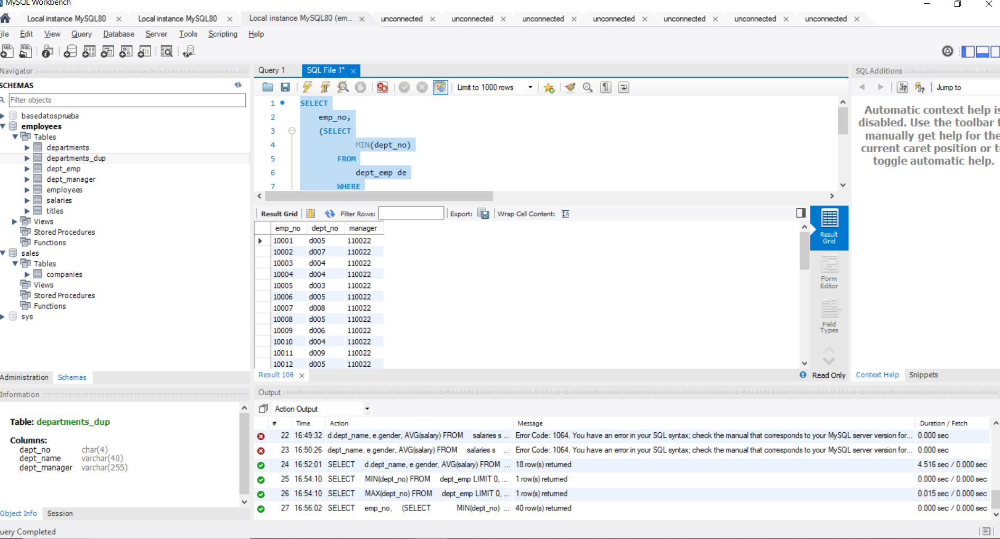 MySQL Workbench
Local instance MySQL80 Local instance MySQL80 Local instance MySQL80 (em... unconnected unconnected unconnected unconnected unconnected unconnected unconnected
ile Edit View Query Database Server Tools Scripting Help
Navigator
SCHEMAS
Filter objects
basedatosprueba
employees
Tables
departments
departments_dup
dept_emp
dept_manager
employees
salaries
titles
Views
Stored Procedures
Functions
sales
Tables
companies
Views
Stored Procedures
Functions
sys
Administration Schemas
Information
Table: departments_dup
Columns:
dept_no char(4)
dept_name varchar(40)
dept_manager varchar(255)
Object Info Session
uery Completed
Query 1 SQL File 1*
Limit to 1000 rows
1 SELECT
2 emp_no,
3 (SELECT
4 MIN(dept_no)
5 FROM
6 dept_emp de
7 WHERE
Result Grid Filter Rows: Export: Wrap Cell Content:
emp_no dept_no manager
10001 d005 110022
10002 d007 110022
10003 d004 110022
10004 d004 110022
10005 d003 110022
10006 d005 110022
10007 d008 110022
10008 d005 110022
10009 d006 110022
10010 d004 110022
10011 d009 110022
10012 d005 110022
Result
Grid
Form
Editor
Field
Types
Result 106 Read Only
SQLAdditions
Jump to
Automatic context help is
disabled. Use the toolbar t
manually get help for the
current caret position or t
toggle automatic help.
Context Help Snippets
Output
Action Output
# Time Action Message Duration / Fetch
22 16:49:32 d.dept_name, e.gender, AVG(salary) FROM salaries s ... Error Code: 1064. You have an error in your SQL syntax; check the manual that corresponds to your MySQL server version for... 0.000 sec
23 16:50:26 dept_name, e.gender, AVG(salary) FROM salaries s ... Error Code: 1064. You have an error in your SQL syntax; check the manual that corresponds to your MySQL server version for... 0.000 sec
24 16:52:01 SELECT d.dept_name, e.gender, AVG(salary) FROM ... 18 row(s) returned 4.516 sec / 0.000 sec
25 16:54:10 SELECT MIN(dept_no) FROM dept_emp LIMIT 0, ... 1 row(s) returned 0.000 sec / 0.000 sec
26 16:54:10 SELECT MAX(dept_no) FROM dept_emp LIMIT 0, ... 1 row(s) returned 0.015 sec / 0.000 sec
27 16:56:02 SELECT emp_no, (SELECT MIN(dept_no) ... 40 row(s) returned 0.000 sec / 0.000 sec